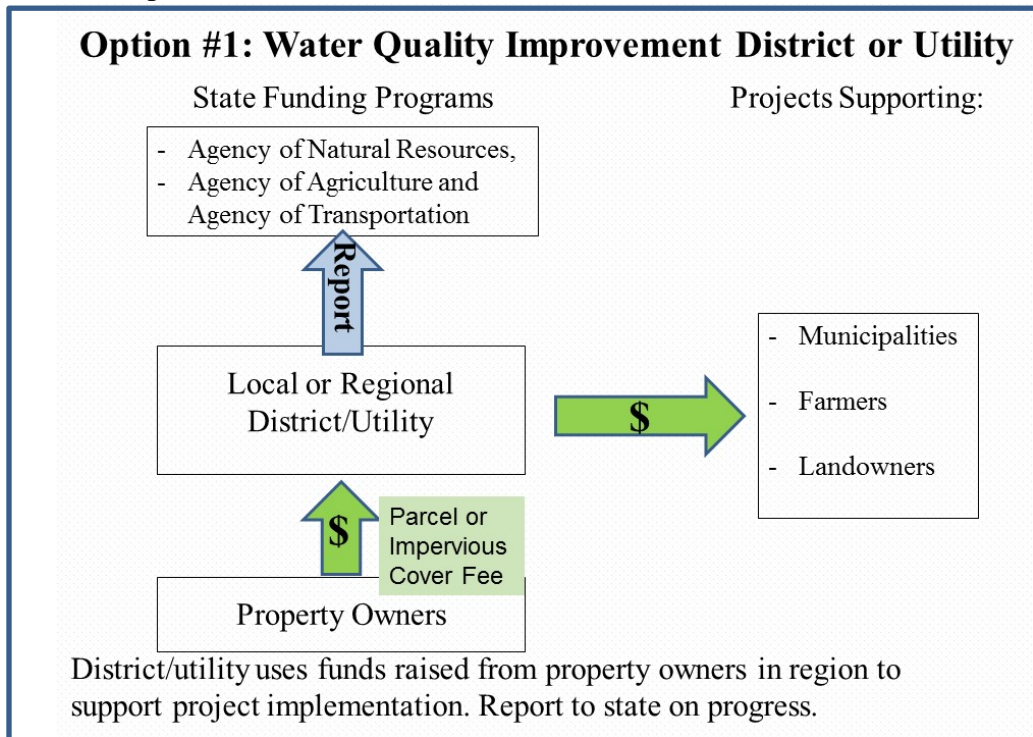 Option #1: Water Quality Improvement District or Utility
State Funding Programs
Projects Supporting:
- Agency of Natural Resources,
- Agency of Agriculture and
Agency of Transportation
Report
Local or Regional
District/Utility
$
- Municipalities
- Farmers
- Landowners
$
Parcel or
Impervious
Cover Fee
Property Owners
District/utility uses funds raised from property owners in region to
support project implementation. Report to state on progress.